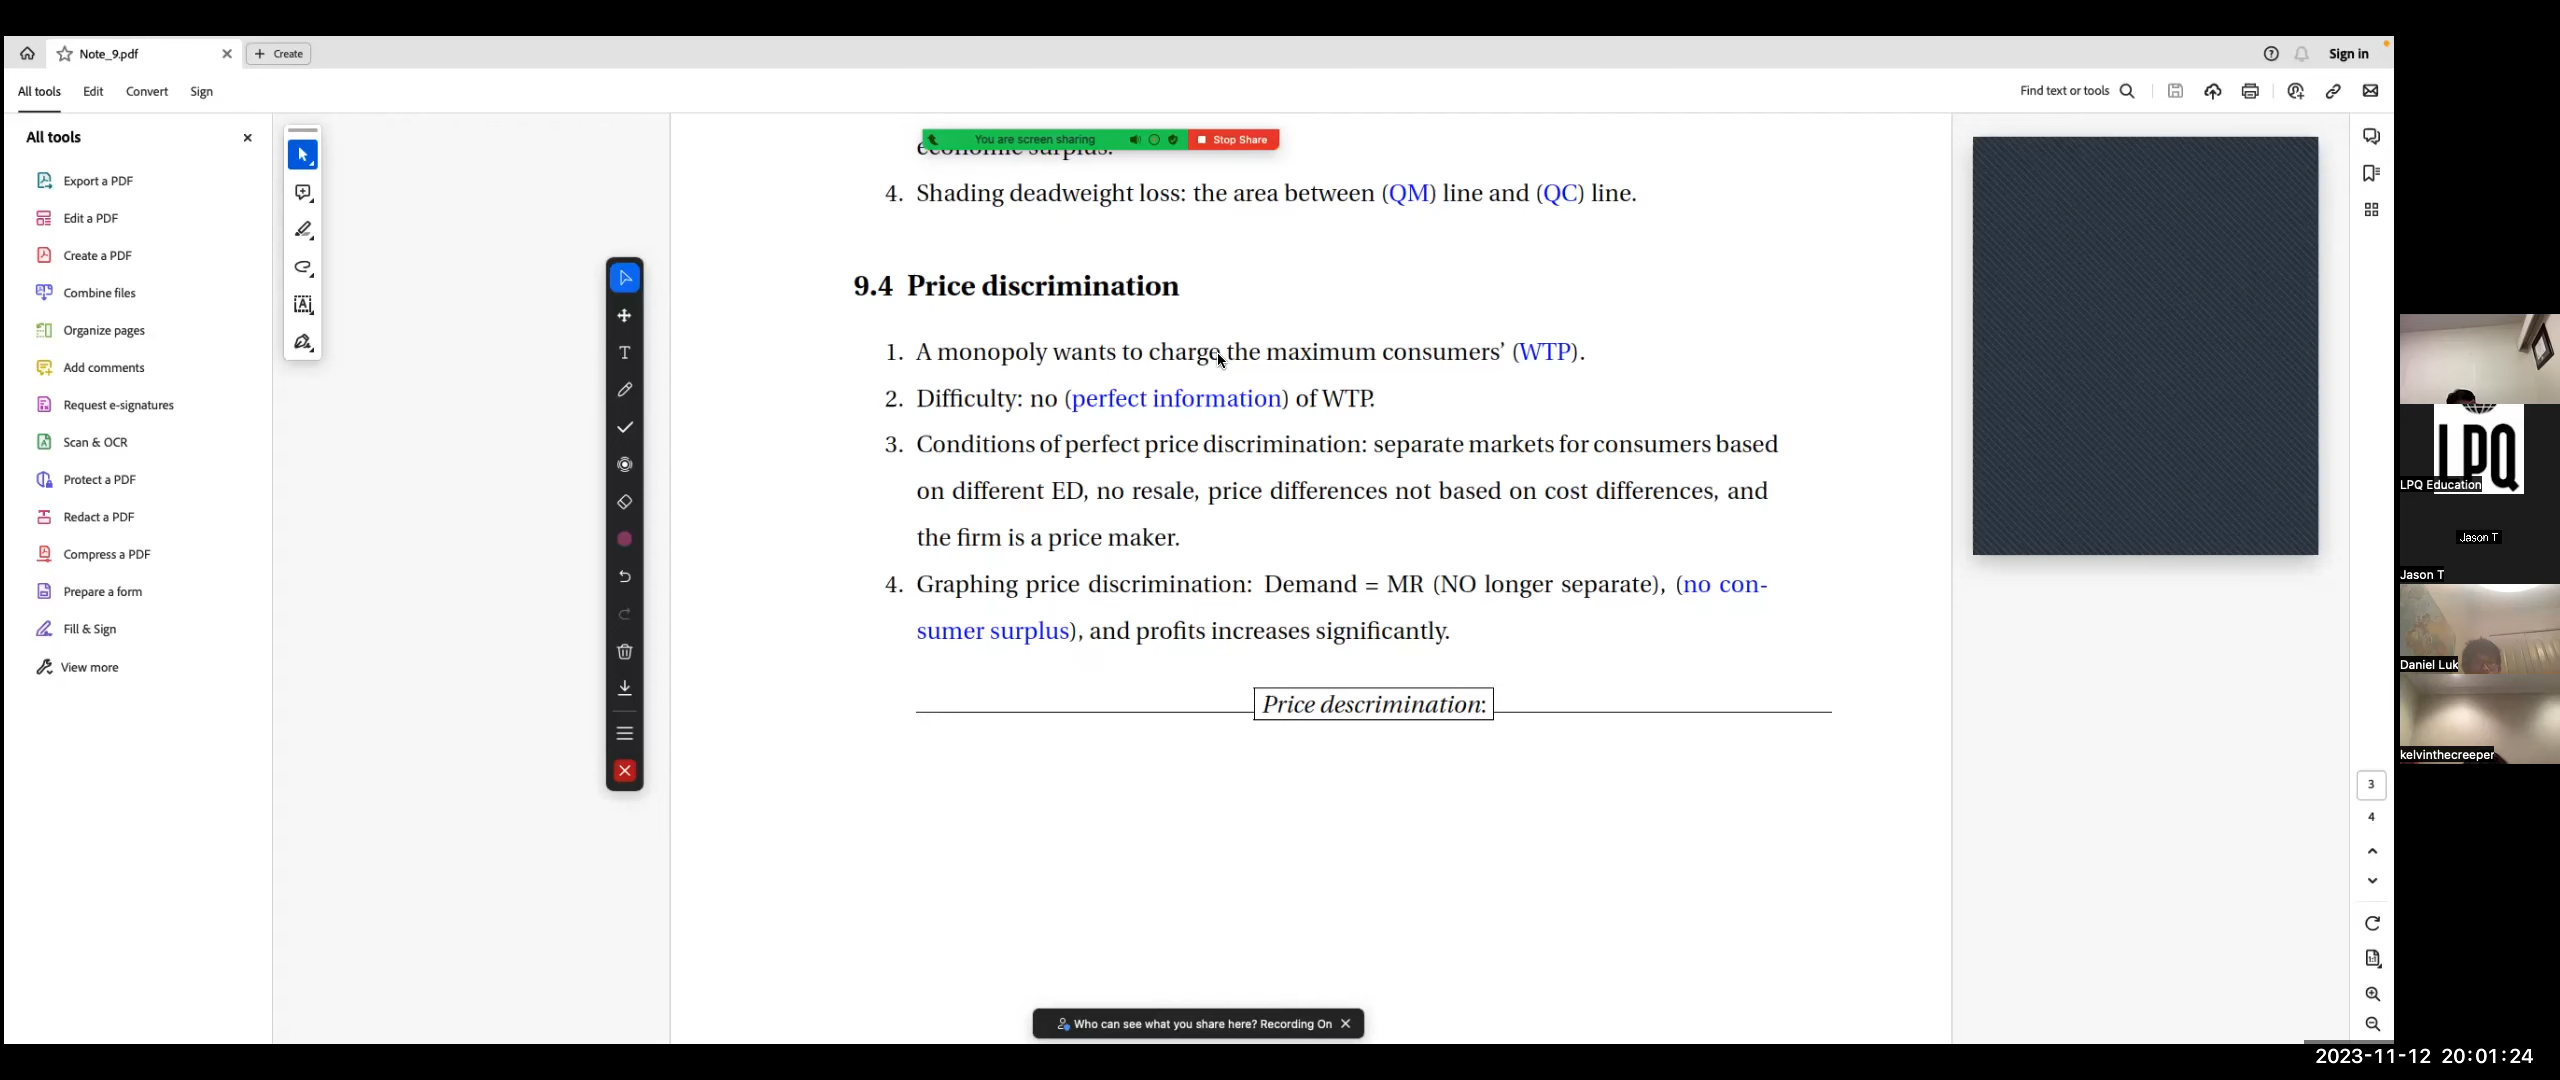 Note_9.pdf
Create
Sign in
All tools
Edit
Convert
Sign
Find text or tools
All tools
Export a PDF
Edit a PDF
Create a PDF
Combine files
Organize pages
Add comments
Request e-signatures
Scan & OCR
Protect a PDF
Redact a PDF
Compress a PDF
Prepare a form
Fill & Sign
View more
You are screen sharing
Stop Share
economic surplus.
4. Shading deadweight loss: the area between (QM) line and (QC) line.
9.4 Price discrimination
1. A monopoly wants to charge the maximum consumers’ (WTP).
2. Difficulty: no (perfect information) of WTP.
3. Conditions of perfect price discrimination: separate markets for consumers based
on different ED, no resale, price differences not based on cost differences, and
the firm is a price maker.
4. Graphing price discrimination: Demand = MR (NO longer separate), (no con-
sumer surplus), and profits increases significantly.
Price descrimination:
Who can see what you share here? Recording On
3
4
LPQ
LPQ Education
Jason T
Jason T
Daniel Luk
kelvinthecreeper
2023-11-12 20:01:24